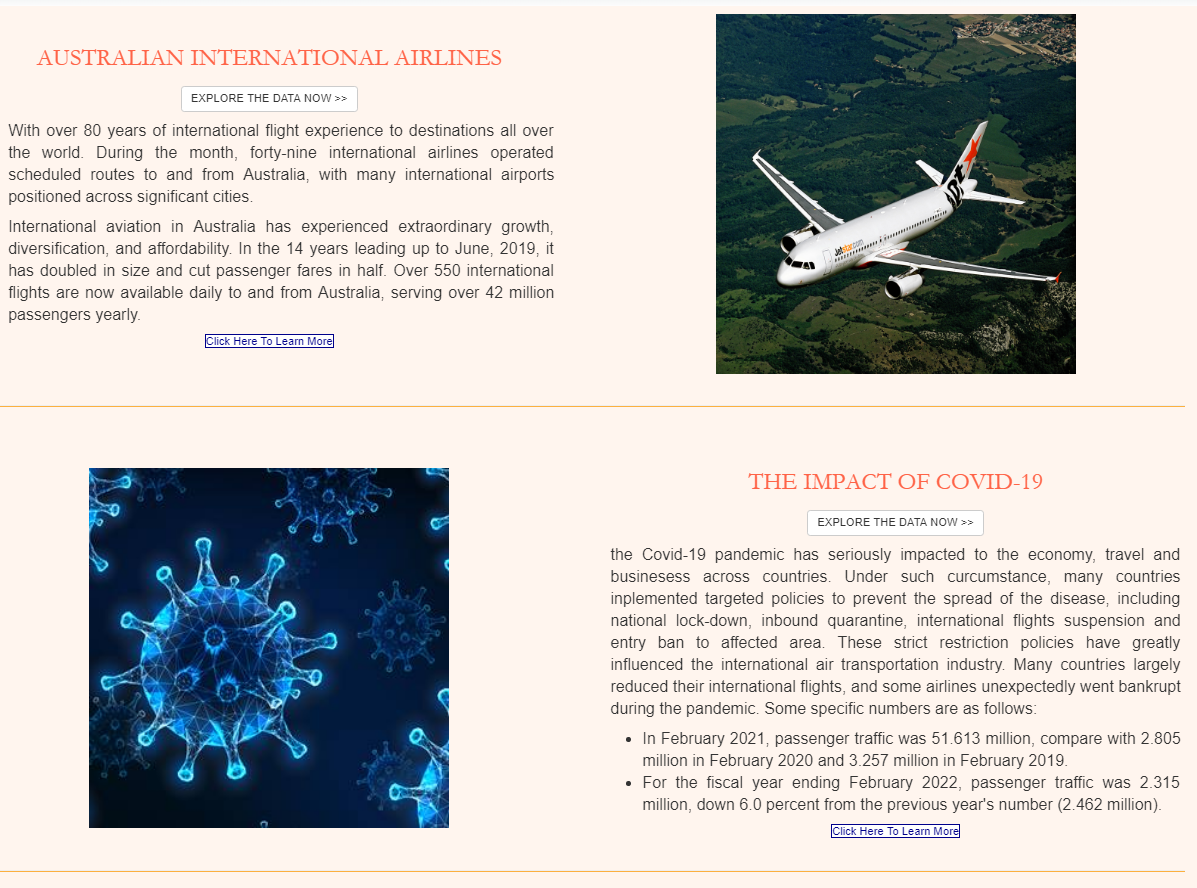 AUSTRALIAN INTERNATIONAL AIRLINES
EXPLORE THE DATA NOW >>
With over 80 years of international flight experience to destinations all over
the world. During the month, forty-nine international airlines operated
scheduled routes to and from Australia, with many international airports
positioned across significant cities.
International aviation in Australia has experienced extraordinary growth,
diversification, and affordability. In the 14 years leading up to June, 2019, it
has doubled in size and cut passenger fares in half. Over 550 international
flights are now available daily to and from Australia, serving over 42 million
passengers yearly.
Click Here To Learn More
Jetstar.com
THE IMPACT OF COVID-19
EXPLORE THE DATA NOW >>
the Covid-19 pandemic has seriously impacted to the economy, travel and
businesess across countries. Under such curcumstance, many countries
inplemented targeted policies to prevent the spread of the disease, including
national lock-down, inbound quarantine, international flights suspension and
entry ban to affected area. These strict restriction policies have greatly
influenced the international air transportation industry. Many countries largely
reduced their international flights, and some airlines unexpectedly went bankrupt
during the pandemic. Some specific numbers are as follows:
• In February 2021, passenger traffic was 51.613 million, compare with 2.805
million in February 2020 and 3.257 million in February 2019.
• For the fiscal year ending February 2022, passenger traffic was 2.315
million, down 6.0 percent from the previous year's number (2.462 million).
Click Here To Learn More